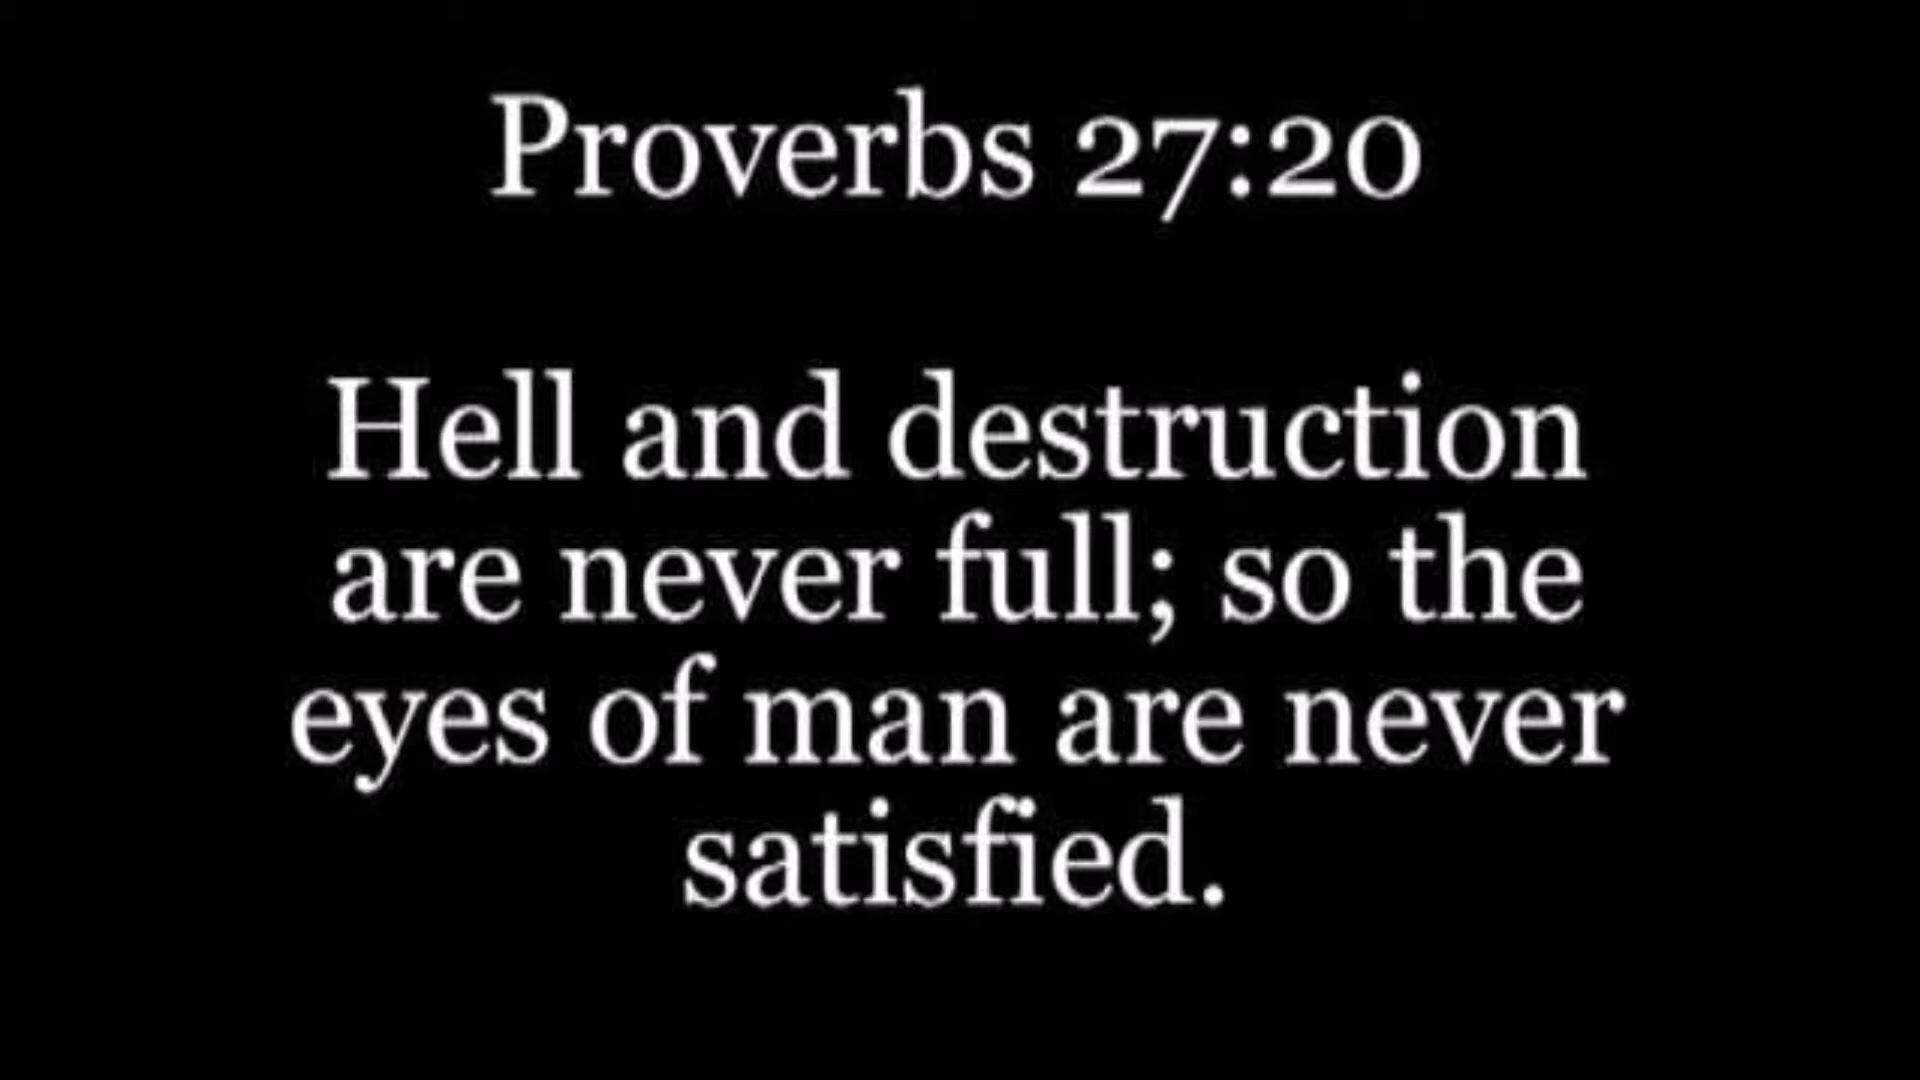 Proverbs 27:20
Hell and destruction
are never full; so the
eyes of man are never
satisfied.